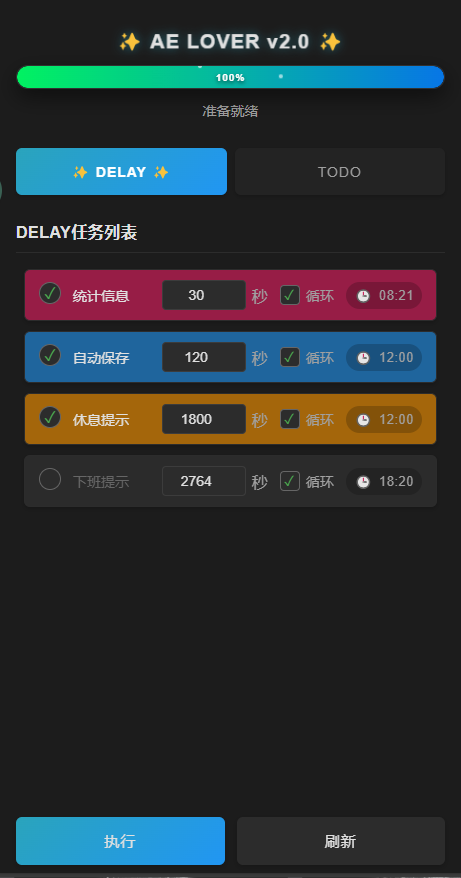 ✨ AE LOVER v2.0 ✨
100%
准备就绪
✨ DELAY ✨ TODO
DELAY任务列表
统计信息 30 秒 ✓ 循环 08:21
自动保存 120 秒 ✓ 循环 12:00
休息提示 1800 秒 ✓ 循环 12:00
下班提示 2764 秒 ✓ 循环 18:20
执行 刷新